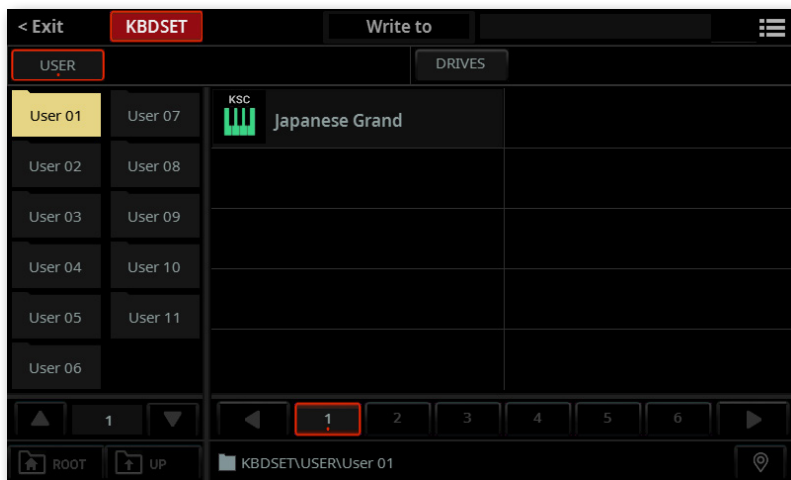 < Exit KBDSET Write to
USER DRIVES
User 01 User 07 KSC Japanese Grand
User 02 User 08
User 03 User 09
User 04 User 10
User 05 User 11
User 06
1 1 2 3 4 5 6
ROOT UP KBDSET\USER\User 01